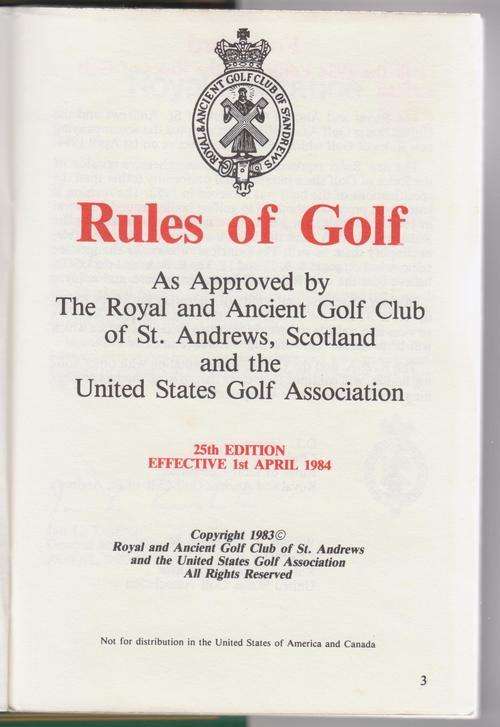 ROYAL & ANCIENT GOLF CLUB OF ST ANDREWS
Rules of Golf
As Approved by
The Royal and Ancient Golf Club
of St. Andrews, Scotland
and the
United States Golf Association
25th EDITION
EFFECTIVE 1st APRIL 1984
Copyright 1983©
Royal and Ancient Golf Club of St. Andrews
and the United States Golf Association
All Rights Reserved
Not for distribution in the United States of America and Canada
3